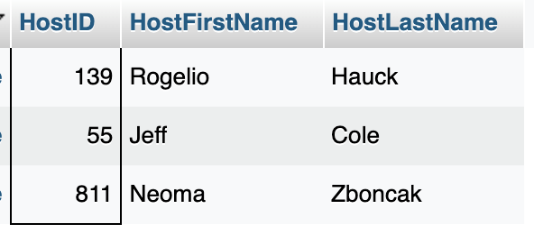 HostID HostFirstName HostLastName
139 Rogelio Hauck
55 Jeff Cole
811 Neoma Zboncak